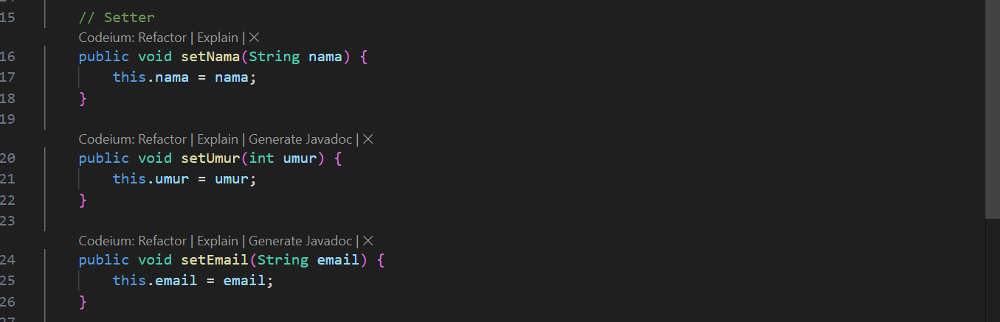 15 // Setter
Codeium: Refactor | Explain | ✕
16 public void setNama(String nama) {
17 this.nama = nama;
18 }
19
Codeium: Refactor | Explain | Generate Javadoc | ✕
20 public void setUmur(int umur) {
21 this.umur = umur;
22 }
23
Codeium: Refactor | Explain | Generate Javadoc | ✕
24 public void setEmail(String email) {
25 this.email = email;
26 }
27